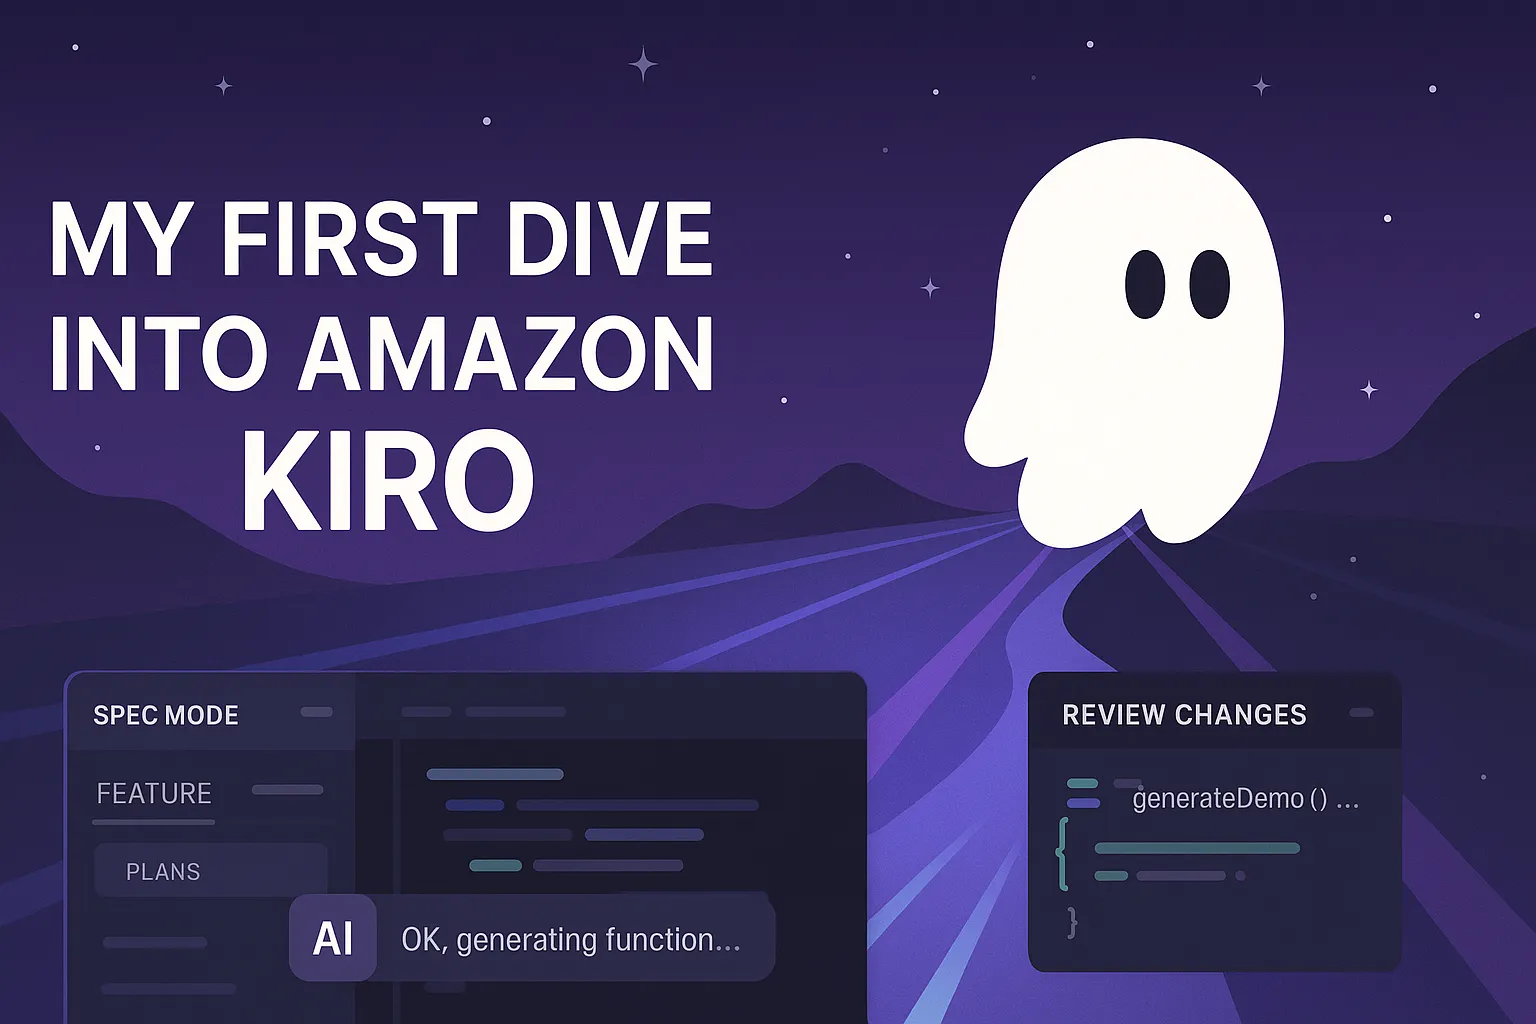 MY FIRST DIVE
INTO AMAZON
KIRO
SPEC MODE
FEATURE
PLANS
AI
OK, generating function...
REVIEW CHANGES
generateDemo () ...
{
}